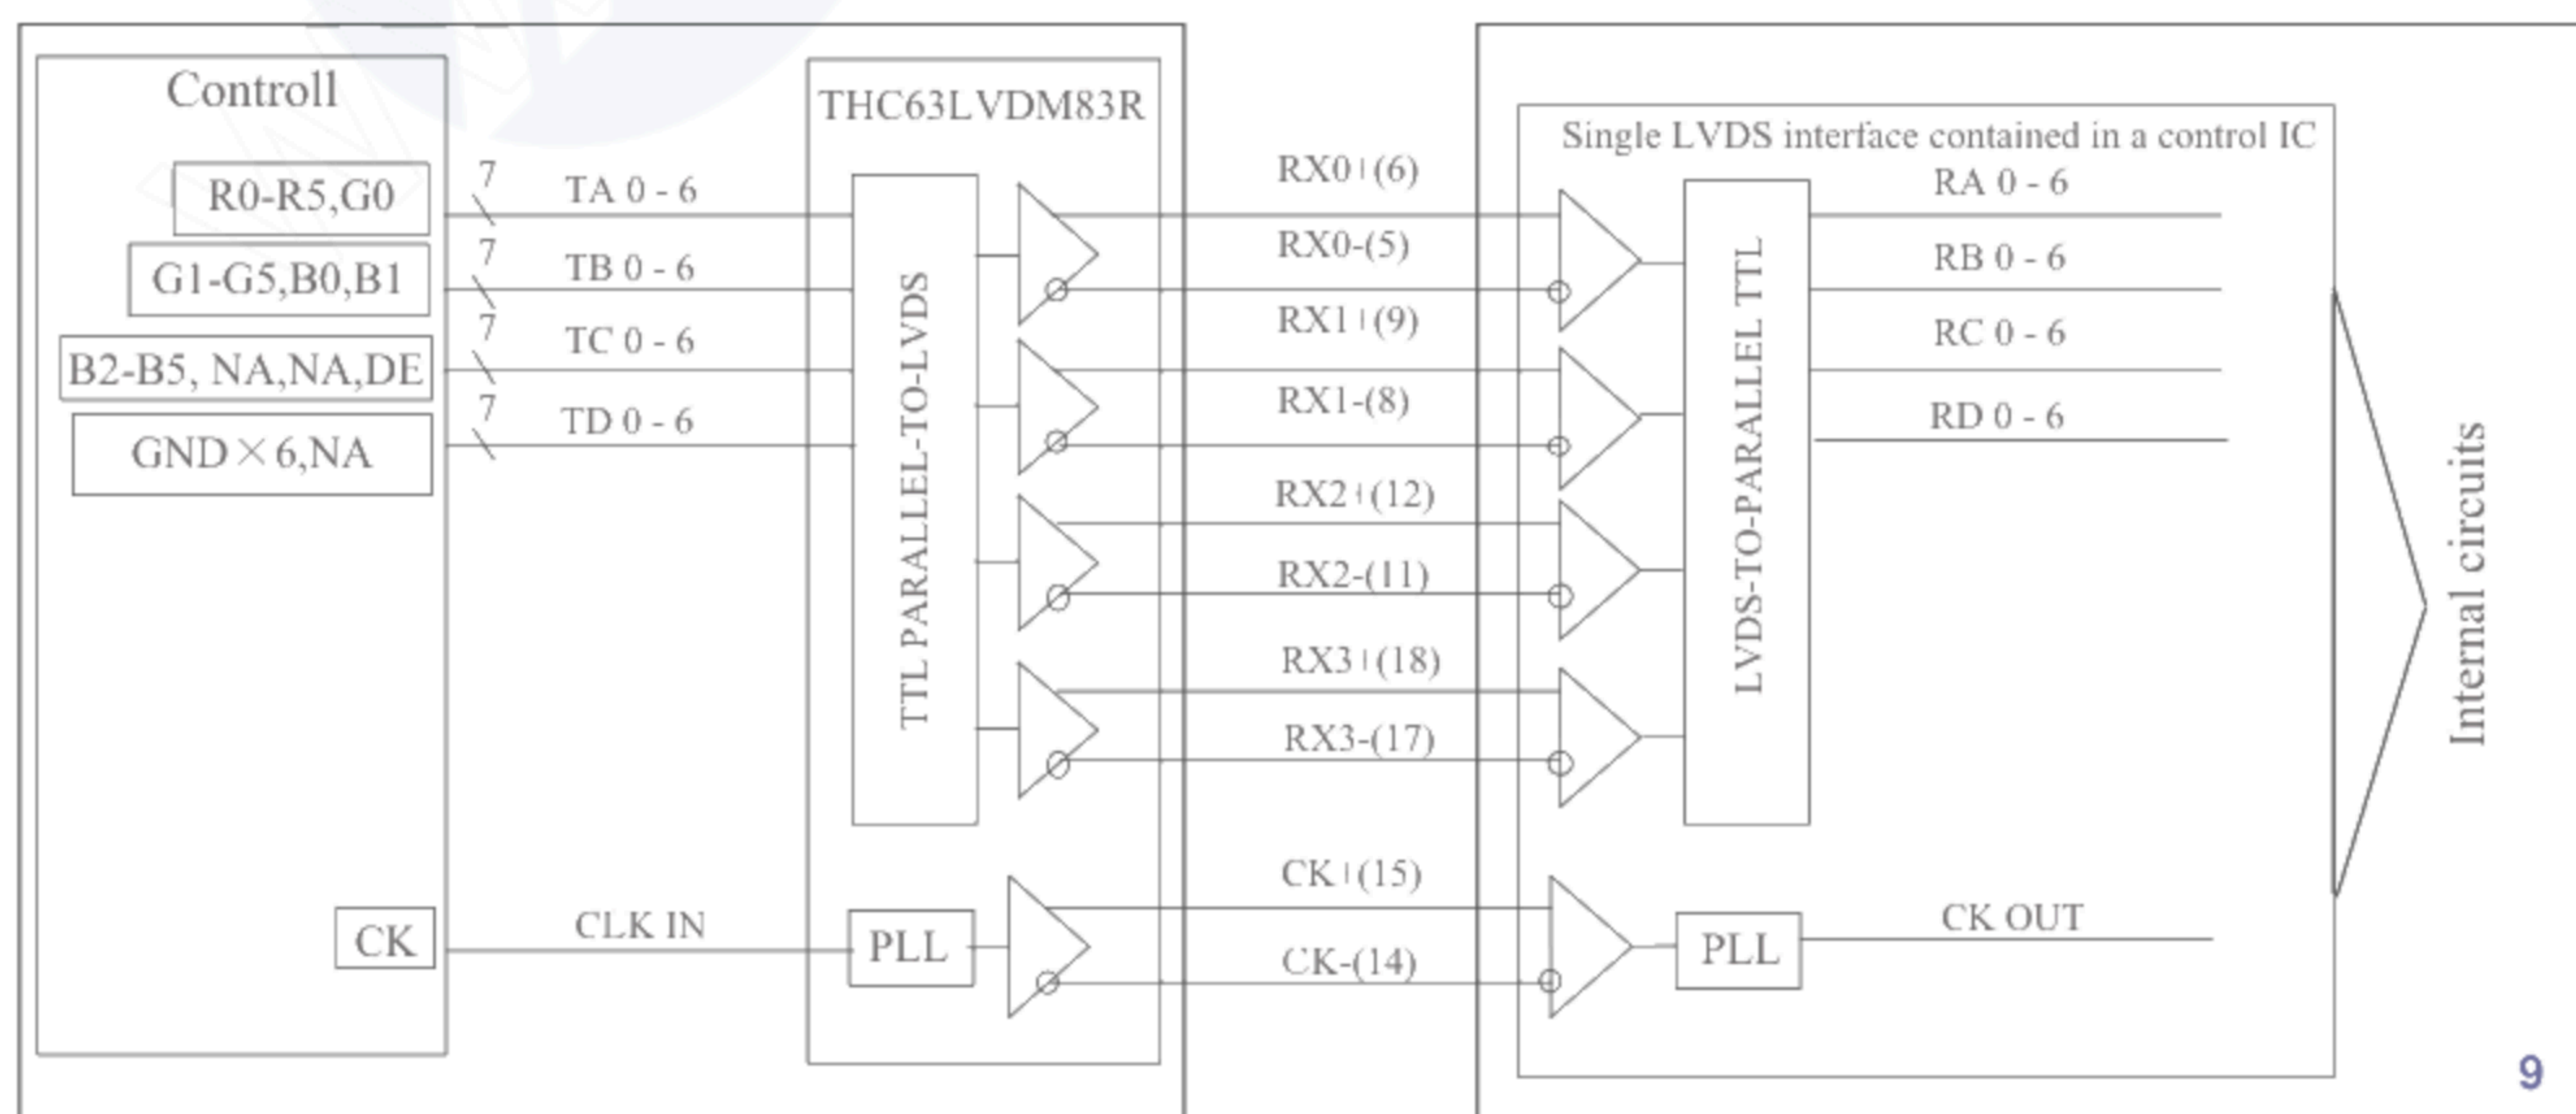 Controll
R0-R5,G0
G1-G5,B0,B1
B2-B5, NA,NA,DE
GND×6,NA
CK
7
TA 0 - 6
7
TB 0 - 6
7
TC 0 - 6
7
TD 0 - 6
CLK IN
THC63LVDM83R
TTL PARALLEL-TO-LVDS
PLL
RX0+(6)
RX0-(5)
RX1+(9)
RX1-(8)
RX2+(12)
RX2-(11)
RX3+(18)
RX3-(17)
CK+(15)
CK-(14)
Single LVDS interface contained in a control IC
LVDS-TO-PARALLEL TTL
PLL
RA 0 - 6
RB 0 - 6
RC 0 - 6
RD 0 - 6
CK OUT
Internal circuits
9